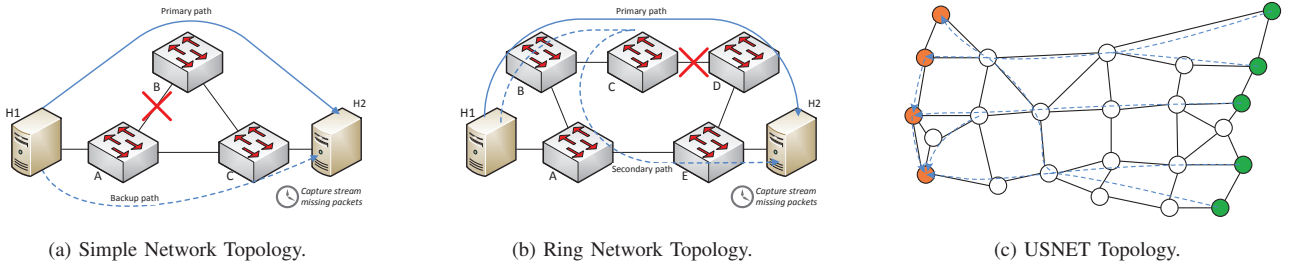 Primary path
B
H1
H2
A
C
Backup path
Capture stream
missing packets
(a) Simple Network Topology.
Primary path
B
C
D
H1
H2
A
Secondary path
E
Capture stream
missing packets
(b) Ring Network Topology.
(c) USNET Topology.